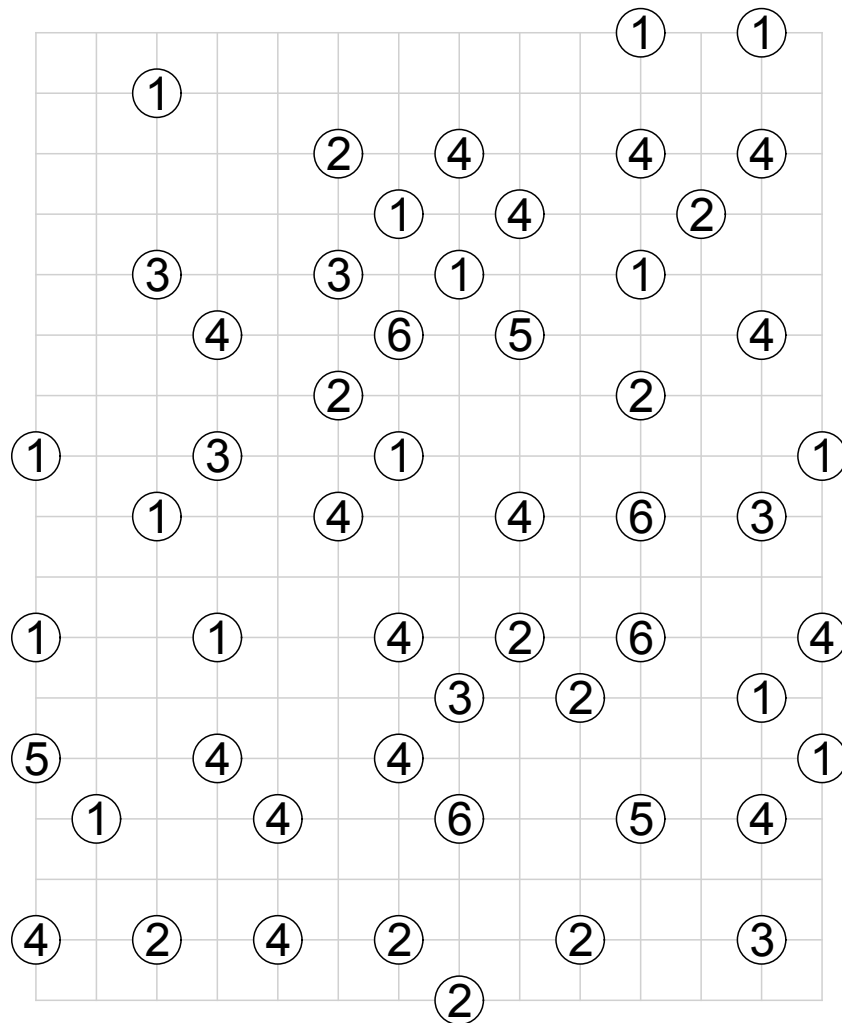 1 1
1
2 4 4 4
1 4 2
3 3 1 1
4 6 5 4
2 2
1 3 1 1
1 4 4 6 3
1 1 4 2 6 4
3 2 1
5 4 4 1
1 4 6 5 4
4 2 4 2 2 3
2